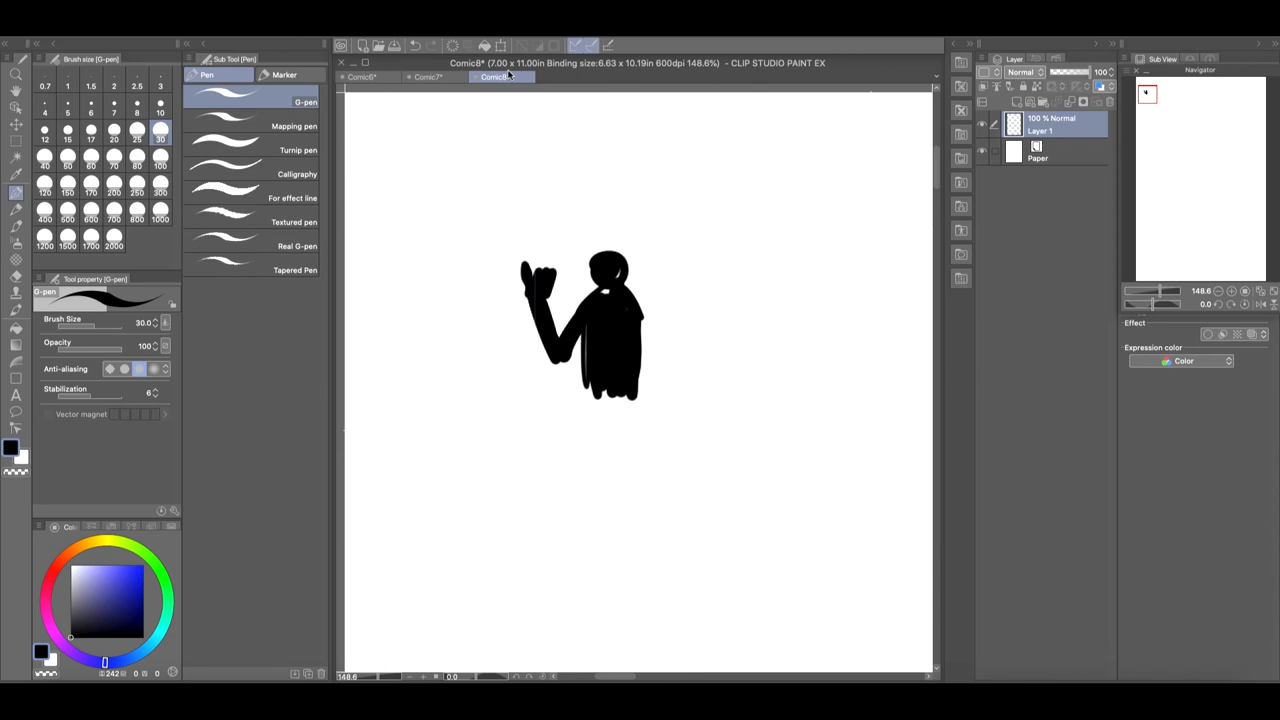 Brush size [G-pen]
Sub Tool [Pen]
Comic8* (7.00 x 11.00in Binding size:6.63 x 10.19in 600dpi 148.6%) - CLIP STUDIO PAINT EX
Layer
Sub View
Navigator
Comic6*
Comic7*
Comic8
Pen
Marker
Normal
100
0.7 1 1.5 2 2.5 3
4 5 6 7 8 10
12 15 17 20 25 30
40 50 60 70 80 100
120 150 170 200 250 300
400 500 600 700 800 1000
1200 1500 1700 2000
G-pen
Mapping pen
Turnip pen
Calligraphy
For effect line
Textured pen
Real G-pen
Tapered Pen
100 % Normal
Layer 1
Paper
Tool property [G-pen]
G-pen
Brush Size 30.0
Opacity 100
Anti-aliasing
Stabilization 6
Vector magnet
148.6
0.0
Effect
Expression color
Color
Co
242 0 0
148.6
0.0